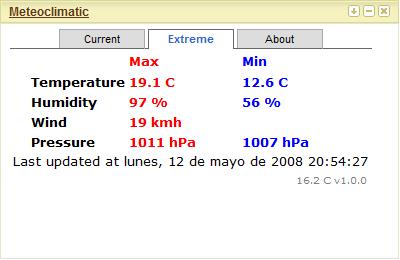 Meteoclimatic
Current Extreme About
Max Min
Temperature 19.1 C 12.6 C
Humidity 97 % 56 %
Wind 19 kmh
Pressure 1011 hPa 1007 hPa
Last updated at lunes, 12 de mayo de 2008 20:54:27
16.2 C v1.0.0